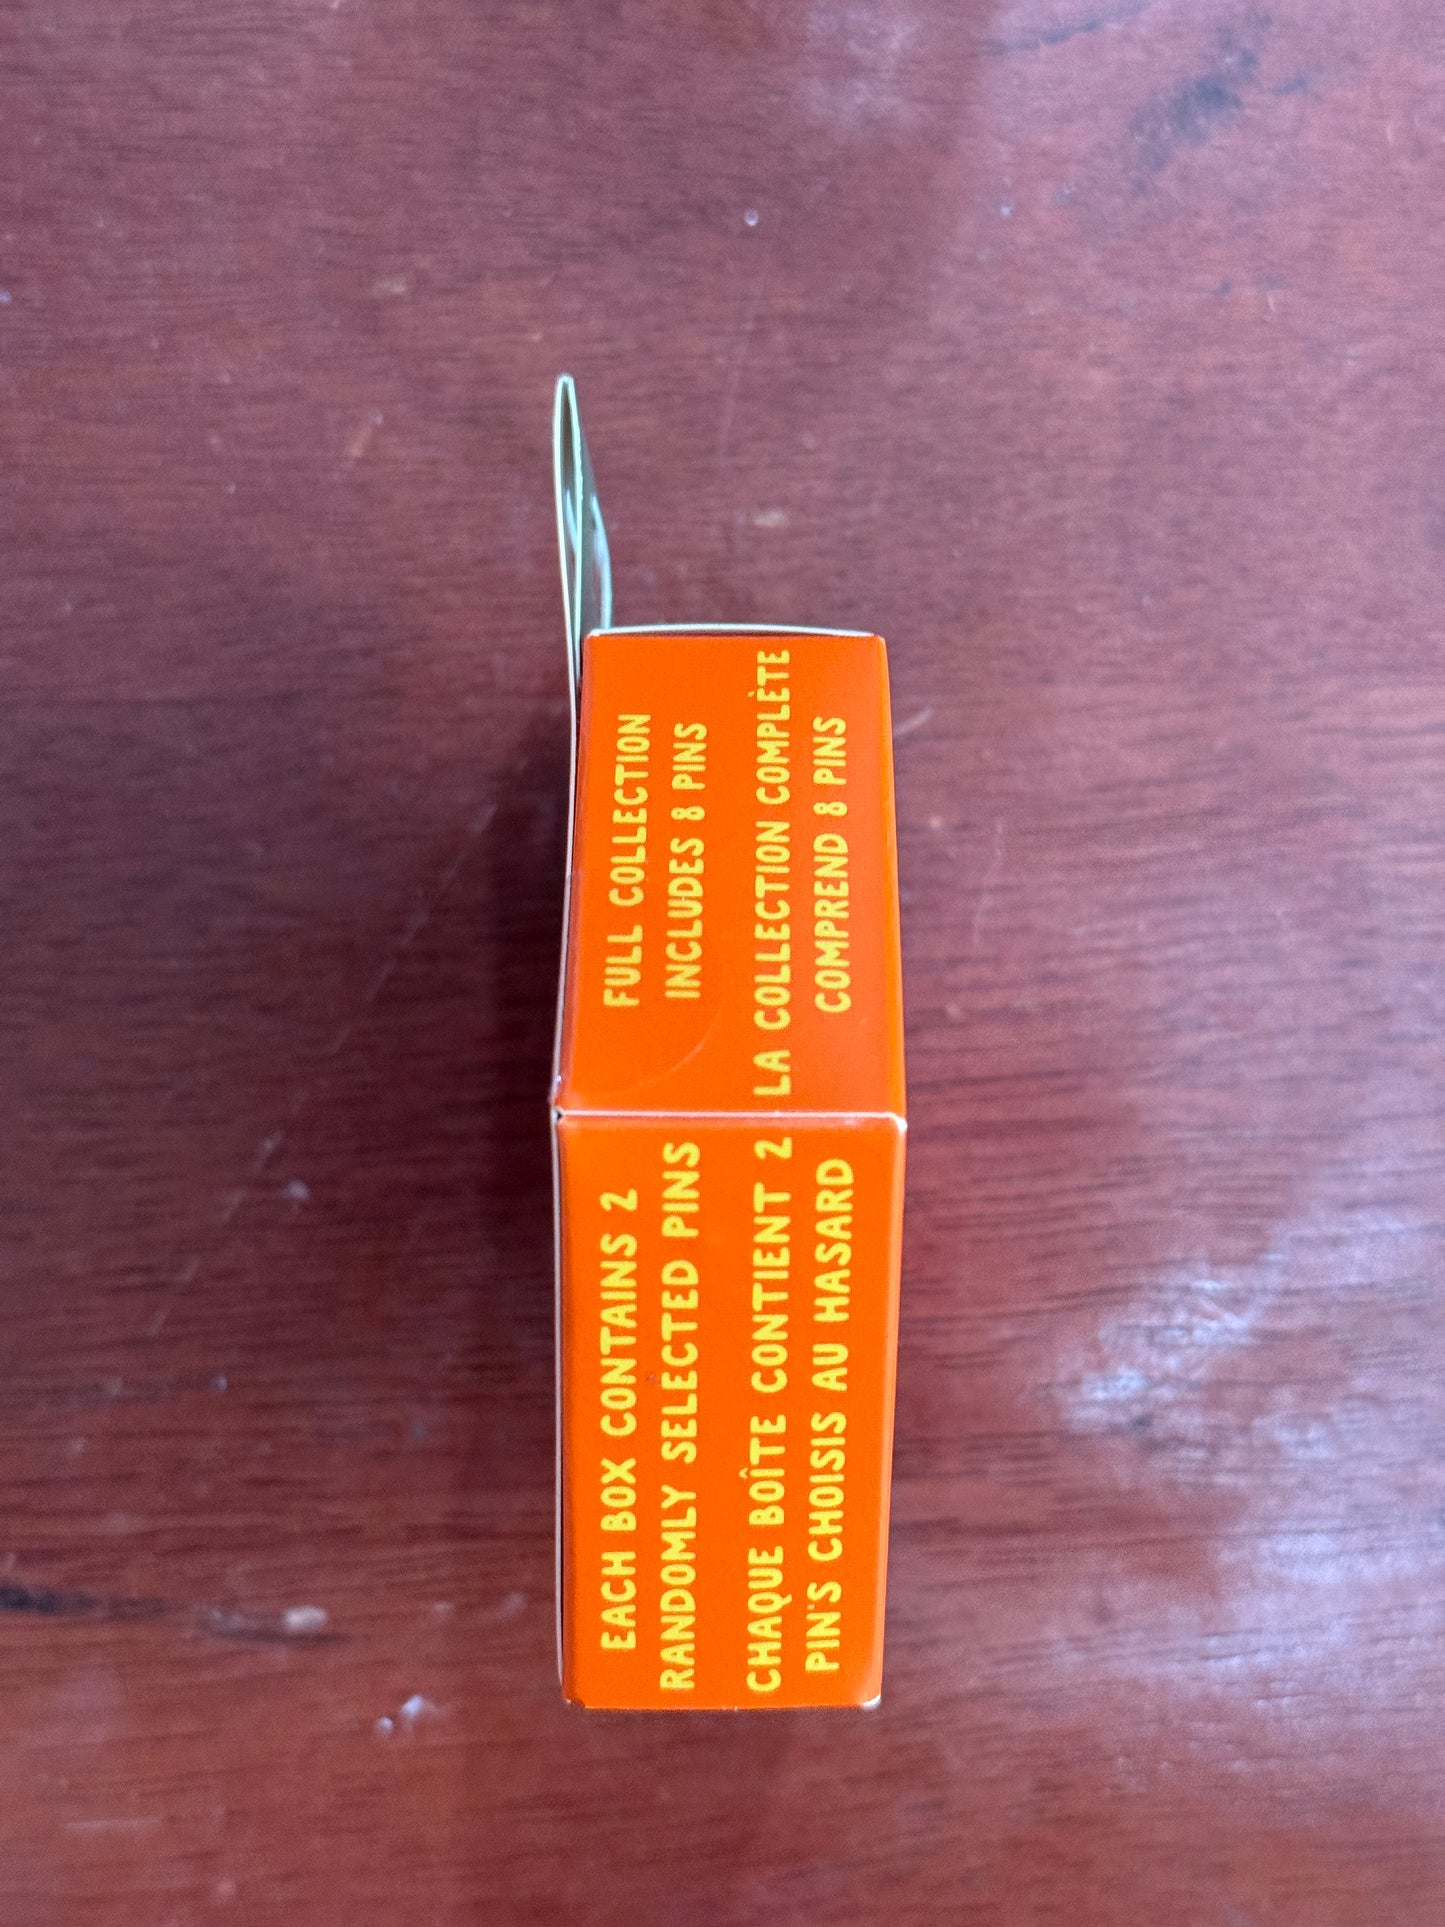 FULL COLLECTION
INCLUDES 8 PINS
LA COLLECTION COMPLÈTE
COMPREND 8 PINS
EACH BOX CONTAINS 2
RANDOMLY SELECTED PINS
CHAQUE BOÎTE CONTIENT 2
PIN'S CHOISIS AU HASARD